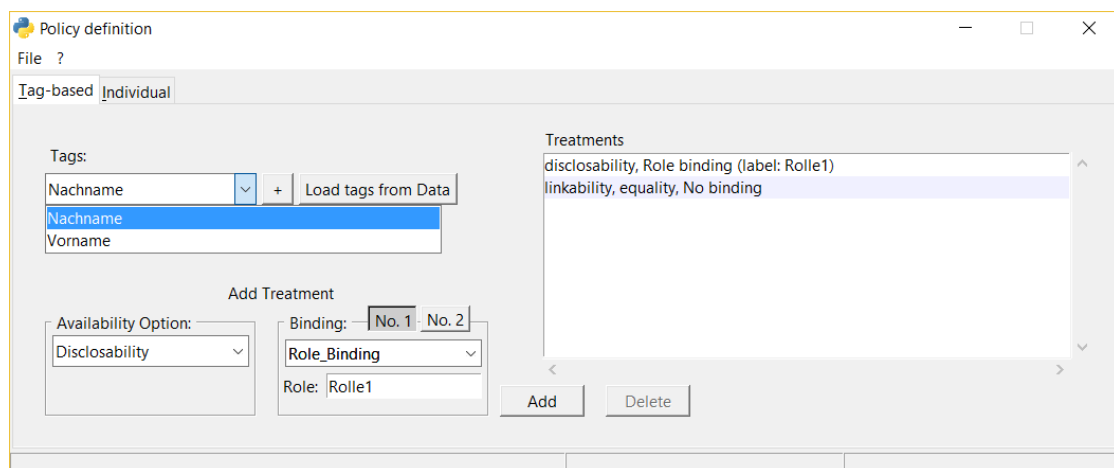 Policy definition
File ?
Tag-based Individual
Tags:
Nachname + Load tags from Data
Nachname
Vorname
Treatments
disclosability, Role binding (label: Rolle1)
linkability, equality, No binding
Add Treatment
Availability Option:
Disclosability
Binding: No. 1 No. 2
Role_Binding
Role: Rolle1
Add Delete